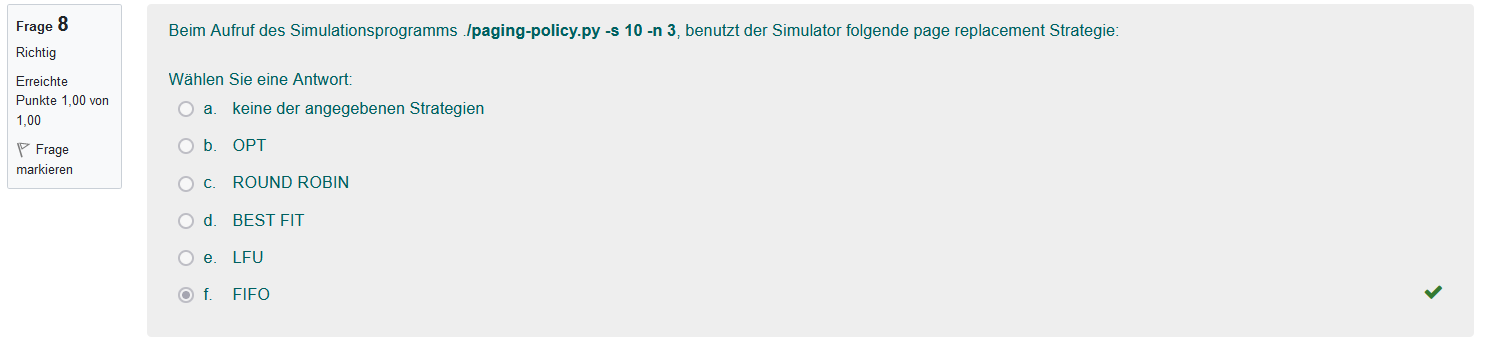 Frage 8
Richtig
Erreichte
Punkte 1,00 von
1,00
Frage
markieren
Beim Aufruf des Simulationsprogramms ./paging-policy.py -s 10 -n 3, benutzt der Simulator folgende page replacement Strategie:
Wählen Sie eine Antwort:
a. keine der angegebenen Strategien
b. OPT
c. ROUND ROBIN
d. BEST FIT
e. LFU
f. FIFO